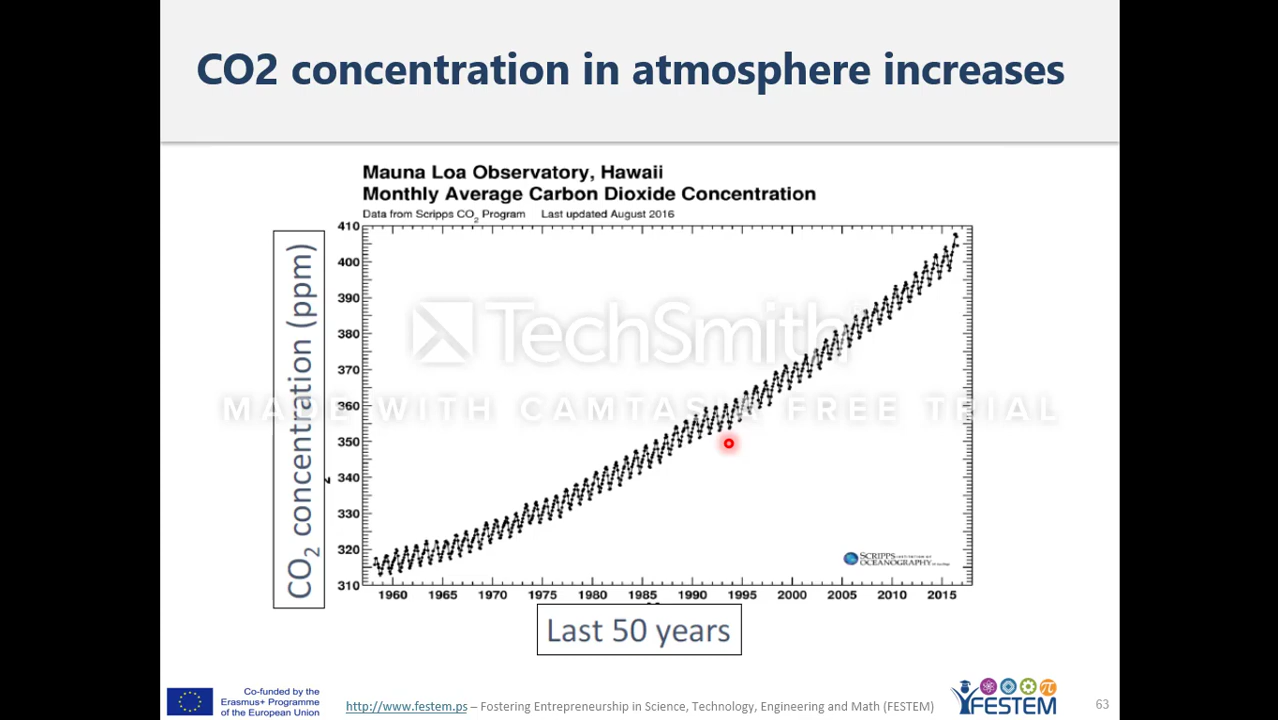 CO2 concentration in atmosphere increases
Mauna Loa Observatory, Hawaii
Monthly Average Carbon Dioxide Concentration
Data from Scripps CO2 Program Last updated August 2016
CO2 concentration (ppm)
410
400
390
380
370
360
350
340
330
320
310
TechSmith
MADE WITH CAMTASIA FREE TRIAL
SCRIPPS INSTITUTION OF
OCEANOGRAPHY
1960 1965 1970 1975 1980 1985 1990 1995 2000 2005 2010 2015
Last 50 years
Co-funded by the
Erasmus+ Programme
of the European Union
http://www.festem.ps – Fostering Entrepreneurship in Science, Technology, Engineering and Math (FESTEM)
FESTEM
63